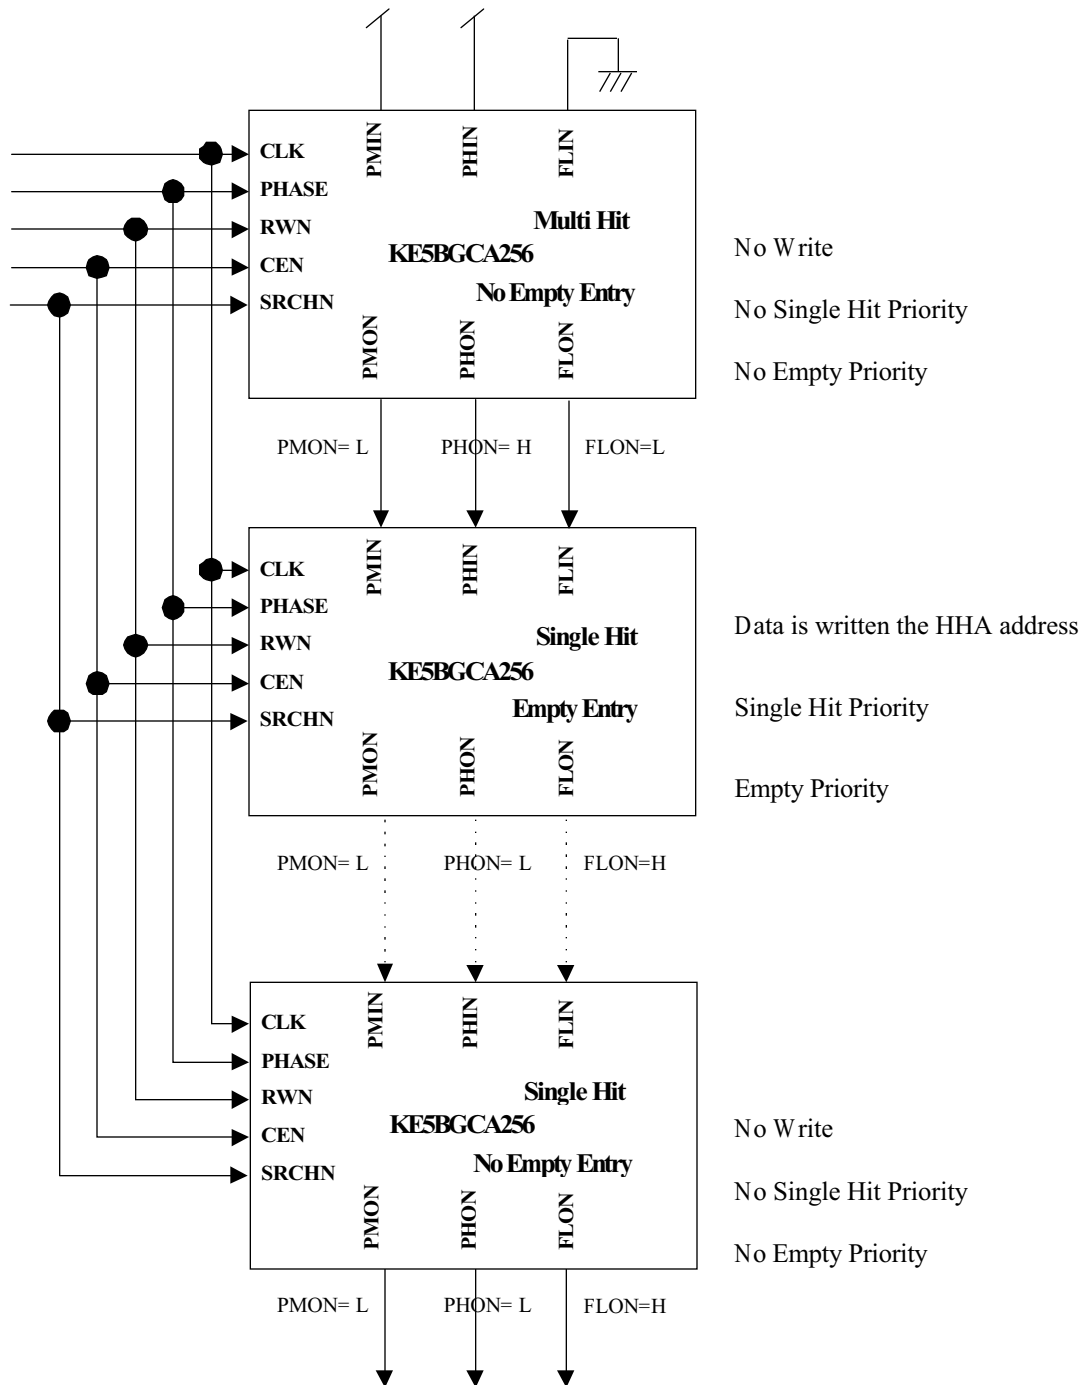 PMIN PHIN FLIN
CLK
PHASE
RWN
CEN
SRCHN
Multi Hit
KE5BGCA256
No Empty Entry
PMON PHON FLON
No Write
No Single Hit Priority
No Empty Priority
PMON= L PHON= H FLON=L
PMIN PHIN FLIN
CLK
PHASE
RWN
CEN
SRCHN
Single Hit
KE5BGCA256
Empty Entry
PMON PHON FLON
Data is written the HHA address
Single Hit Priority
Empty Priority
PMON= L PHON= L FLON=H
PMIN PHIN FLIN
CLK
PHASE
RWN
CEN
SRCHN
Single Hit
KE5BGCA256
No Empty Entry
PMON PHON FLON
No Write
No Single Hit Priority
No Empty Priority
PMON= L PHON= L FLON=H